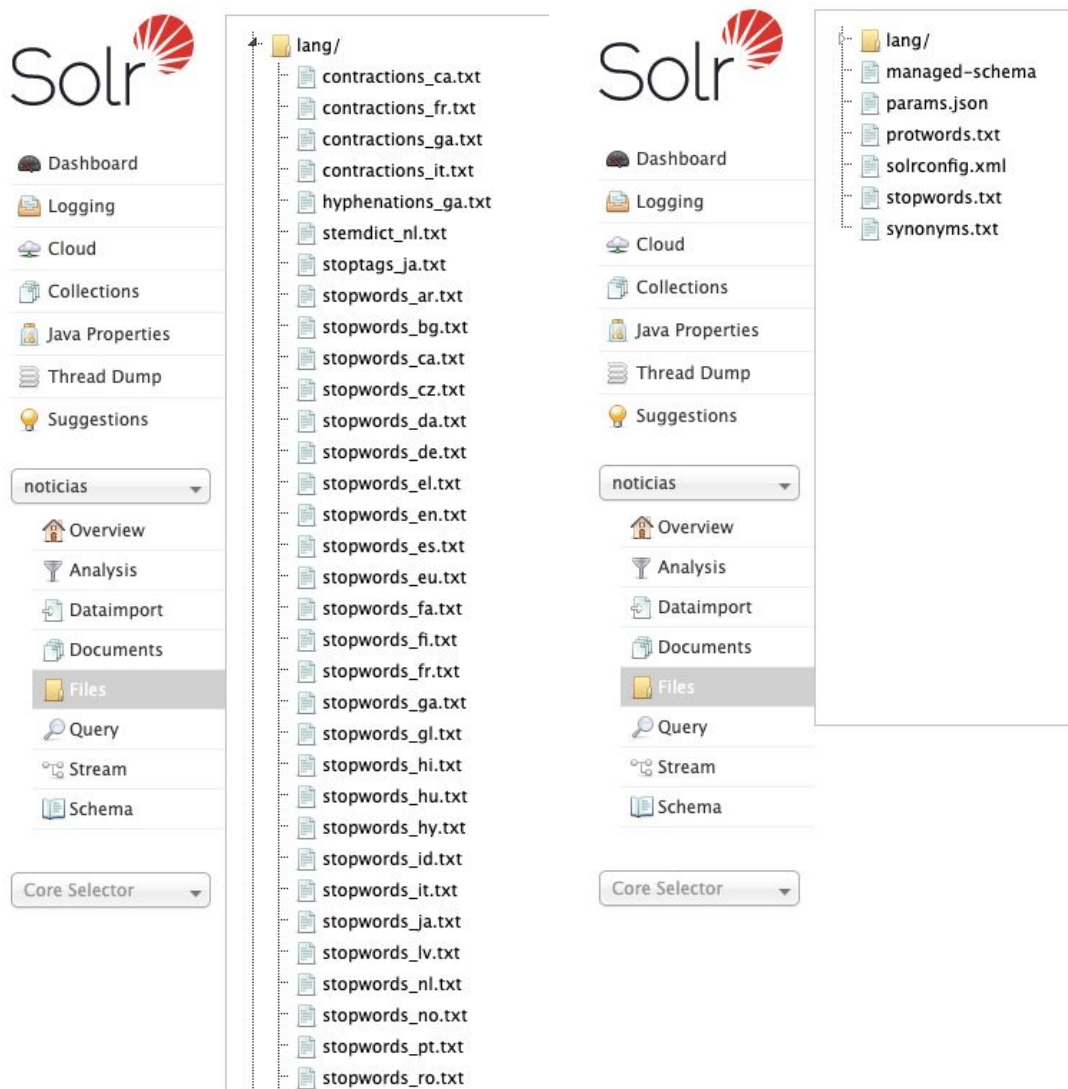 Solr
Dashboard
Logging
Cloud
Collections
Java Properties
Thread Dump
Suggestions
noticias
Overview
Analysis
Dataimport
Documents
Files
Query
Stream
Schema
Core Selector
lang/
contractions_ca.txt
contractions_fr.txt
contractions_ga.txt
contractions_it.txt
hyphenations_ga.txt
stemdict_nl.txt
stoptags_ja.txt
stopwords_ar.txt
stopwords_bg.txt
stopwords_ca.txt
stopwords_cz.txt
stopwords_da.txt
stopwords_de.txt
stopwords_el.txt
stopwords_en.txt
stopwords_es.txt
stopwords_eu.txt
stopwords_fa.txt
stopwords_fi.txt
stopwords_fr.txt
stopwords_ga.txt
stopwords_gl.txt
stopwords_hi.txt
stopwords_hu.txt
stopwords_hy.txt
stopwords_id.txt
stopwords_it.txt
stopwords_ja.txt
stopwords_lv.txt
stopwords_nl.txt
stopwords_no.txt
stopwords_pt.txt
stopwords_ro.txt
Solr
Dashboard
Logging
Cloud
Collections
Java Properties
Thread Dump
Suggestions
noticias
Overview
Analysis
Dataimport
Documents
Files
Query
Stream
Schema
Core Selector
lang/
managed-schema
params.json
protwords.txt
solrconfig.xml
stopwords.txt
synonyms.txt